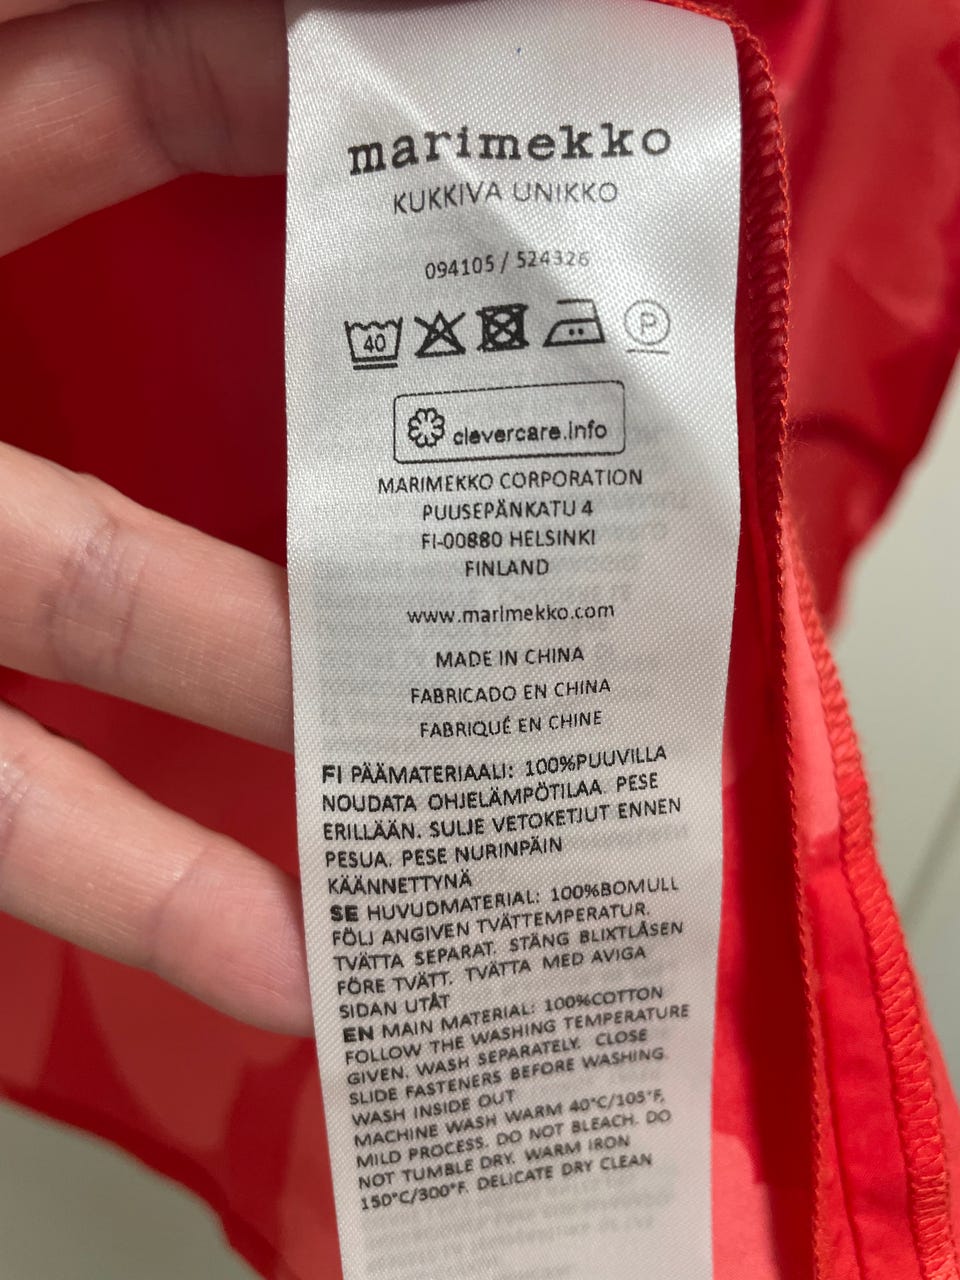 marimekko
KUKKIVA UNIKKO
094105 / 524326
40 P
clevercare.info
MARIMEKKO CORPORATION
PUUSEPÄNKATU 4
FI-00880 HELSINKI
FINLAND
www.marimekko.com
MADE IN CHINA
FABRICADO EN CHINA
FABRIQUÉ EN CHINE
FI PÄÄMATERIAALI: 100%PUUVILLA
NOUDATA OHJELÄMPÖTILAA. PESE
ERILLÄÄN. SULJE VETOKETJUT ENNEN
PESUA. PESE NURINPÄIN
KÄÄNNETTYNÄ
SE HUVUDMATERIAL: 100%BOMULL
FÖLJ ANGIVEN TVÄTTEMPERATUR.
TVÄTTA SEPARAT. STÄNG BLIXTLÅSEN
FÖRE TVÄTT. TVÄTTA MED AVIGA
SIDAN UTÅT
EN MAIN MATERIAL: 100%COTTON
FOLLOW THE WASHING TEMPERATURE
GIVEN. WASH SEPARATELY. CLOSE
SLIDE FASTENERS BEFORE WASHING.
WASH INSIDE OUT
MACHINE WASH WARM 40°C/105°F,
MILD PROCESS. DO NOT BLEACH. DO
NOT TUMBLE DRY. WARM IRON
150°C/300°F. DELICATE DRY CLEAN